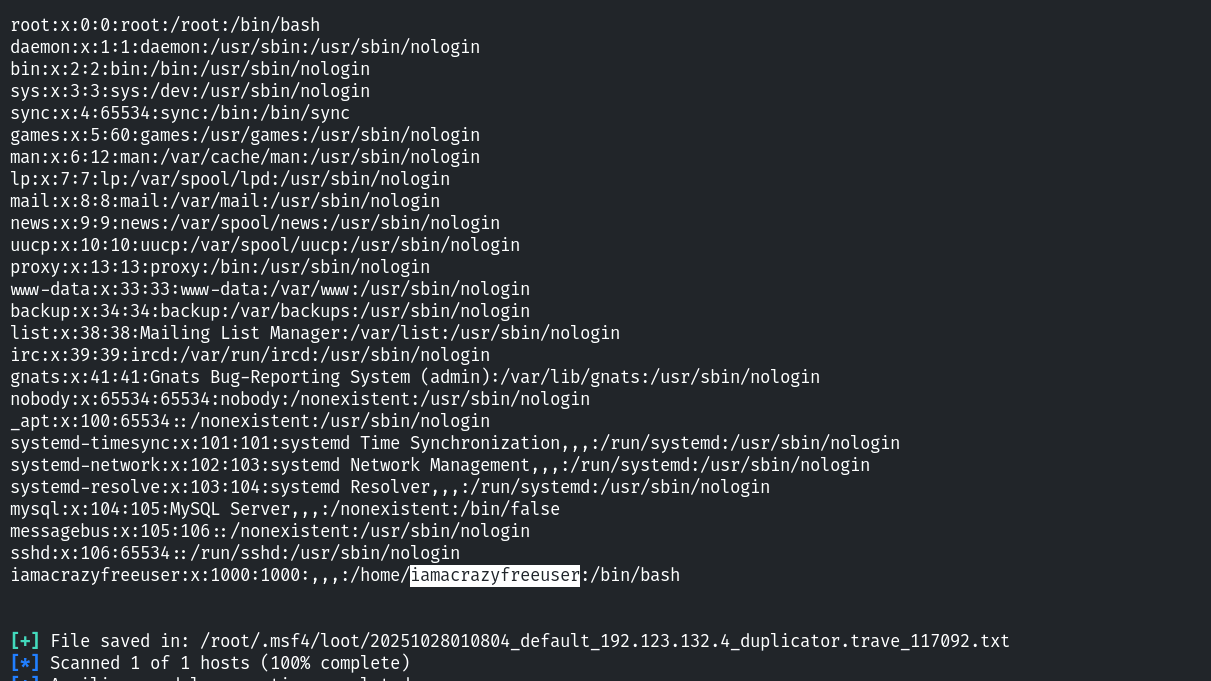 root:x:0:0:root:/root:/bin/bash
daemon:x:1:1:daemon:/usr/sbin:/usr/sbin/nologin
bin:x:2:2:bin:/bin:/usr/sbin/nologin
sys:x:3:3:sys:/dev:/usr/sbin/nologin
sync:x:4:65534:sync:/bin:/bin/sync
games:x:5:60:games:/usr/games:/usr/sbin/nologin
man:x:6:12:man:/var/cache/man:/usr/sbin/nologin
lp:x:7:7:lp:/var/spool/lpd:/usr/sbin/nologin
mail:x:8:8:mail:/var/mail:/usr/sbin/nologin
news:x:9:9:news:/var/spool/news:/usr/sbin/nologin
uucp:x:10:10:uucp:/var/spool/uucp:/usr/sbin/nologin
proxy:x:13:13:proxy:/bin:/usr/sbin/nologin
www-data:x:33:33:www-data:/var/www:/usr/sbin/nologin
backup:x:34:34:backup:/var/backups:/usr/sbin/nologin
list:x:38:38:Mailing List Manager:/var/list:/usr/sbin/nologin
irc:x:39:39:ircd:/var/run/ircd:/usr/sbin/nologin
gnats:x:41:41:Gnats Bug-Reporting System (admin):/var/lib/gnats:/usr/sbin/nologin
nobody:x:65534:65534:nobody:/nonexistent:/usr/sbin/nologin
_apt:x:100:65534::/nonexistent:/usr/sbin/nologin
systemd-timesync:x:101:101:systemd Time Synchronization,,,:/run/systemd:/usr/sbin/nologin
systemd-network:x:102:103:systemd Network Management,,,:/run/systemd:/usr/sbin/nologin
systemd-resolve:x:103:104:systemd Resolver,,,:/run/systemd:/usr/sbin/nologin
mysql:x:104:105:MySQL Server,,,:/nonexistent:/bin/false
messagebus:x:105:106::/nonexistent:/usr/sbin/nologin
sshd:x:106:65534::/run/sshd:/usr/sbin/nologin
iamacrazyfreeuser:x:1000:1000:,,,:/home/iamacrazyfreeuser:/bin/bash
[+] File saved in: /root/.msf4/loot/20251028010804_default_192.123.132.4_duplicator.trave_117092.txt
[*] Scanned 1 of 1 hosts (100% complete)